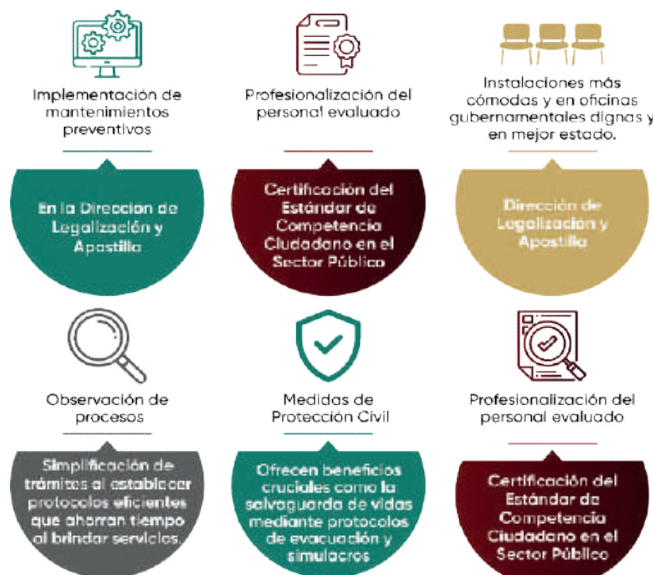 Implementación de
mantenimientos
preventivos
En la Dirección de
Legalización y
Apostilla
Profesionalización del
personal evaluado
Certificación del
Estándar de
Competencia
Ciudadano en el
Sector Público
Instalaciones más
cómodas y en oficinas
gubernamentales dignas y
en mejor estado.
Dirección de
Legalización y
Apostilla
Observación de
procesos
Simplificación de
trámites al establecer
protocolos eficientes
que ahorran tiempo
al brindar servicios.
Medidas de
Protección Civil
Ofrecen beneficios
cruciales como la
salvaguarda de vidas
mediante protocolos
de evacuación y
simulacros
Profesionalización del
personal evaluado
Certificación del
Estándar de
Competencia
Ciudadano en el
Sector Público